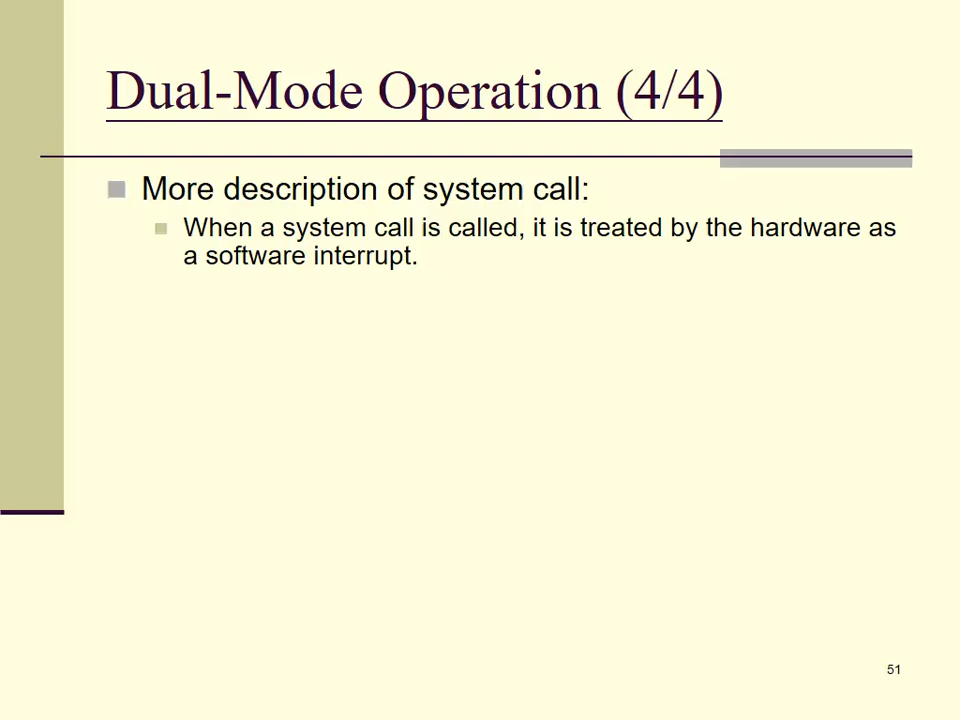 Dual-Mode Operation (4/4)
More description of system call:
When a system call is called, it is treated by the hardware as
a software interrupt.
51